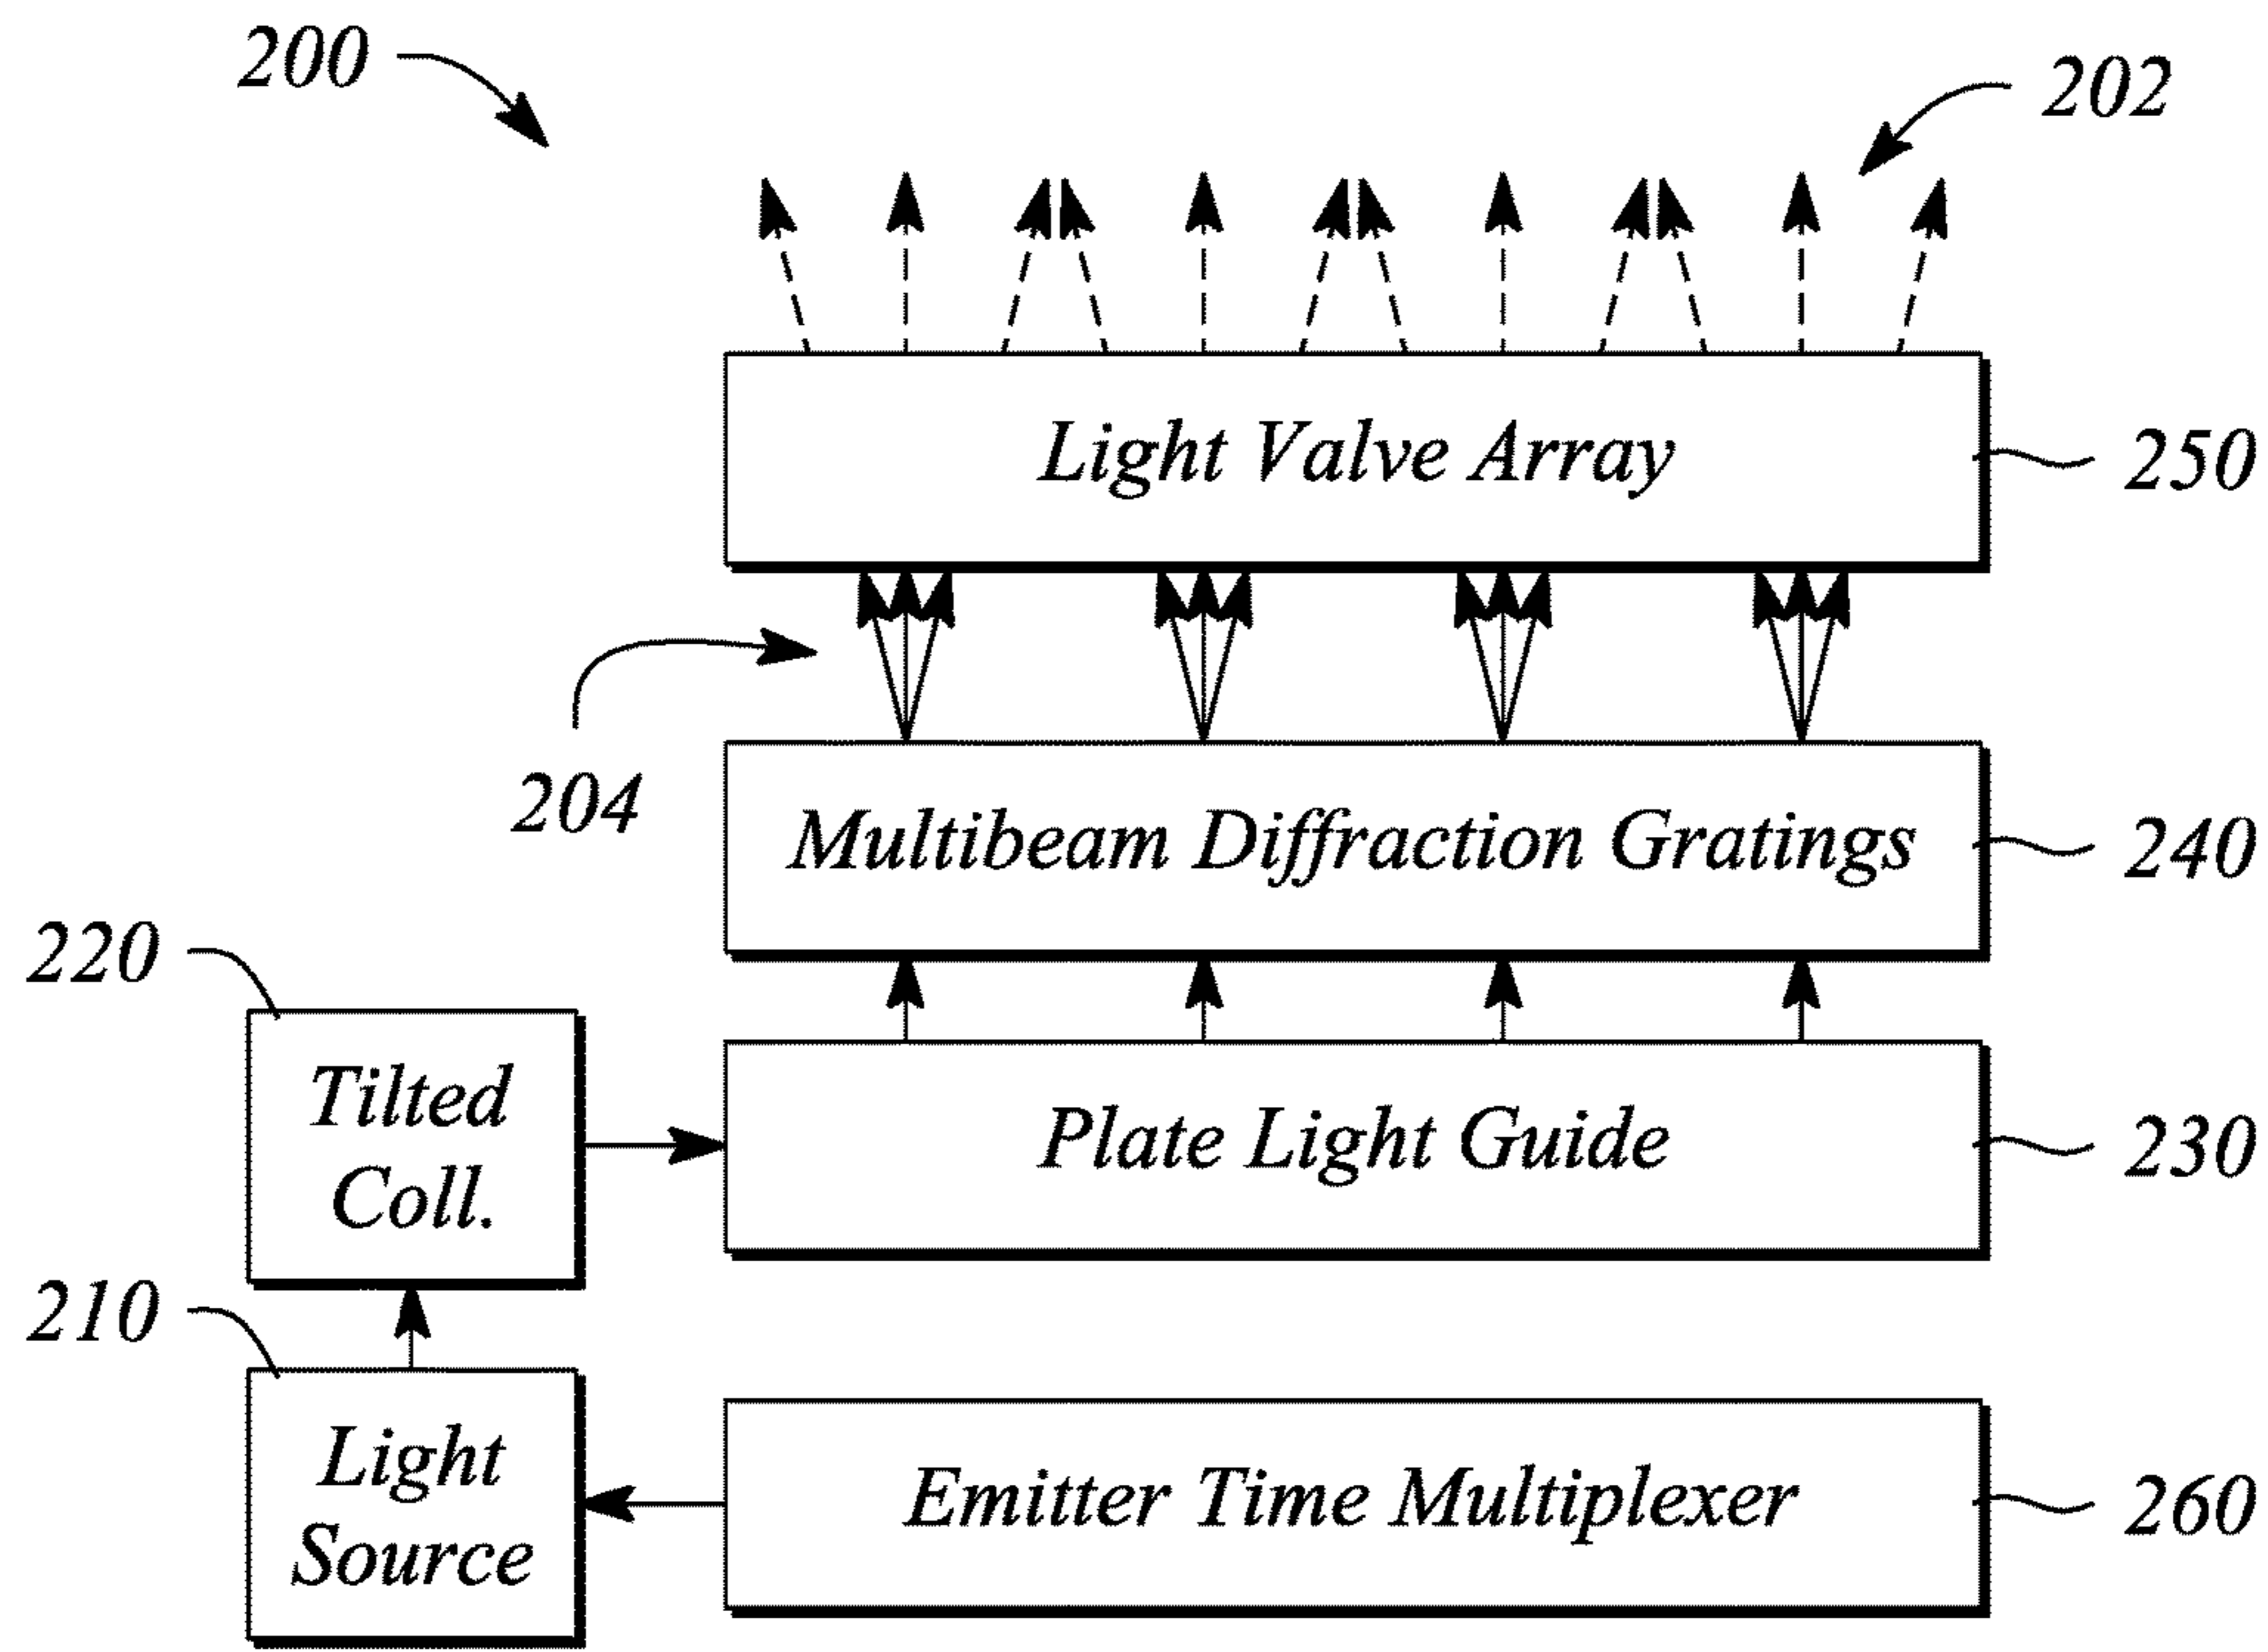 200
202
Light Valve Array
250
204
Multibeam Diffraction Gratings
240
220
Tilted
Coll.
Plate Light Guide
230
210
Light
Source
Emitter Time Multiplexer
260